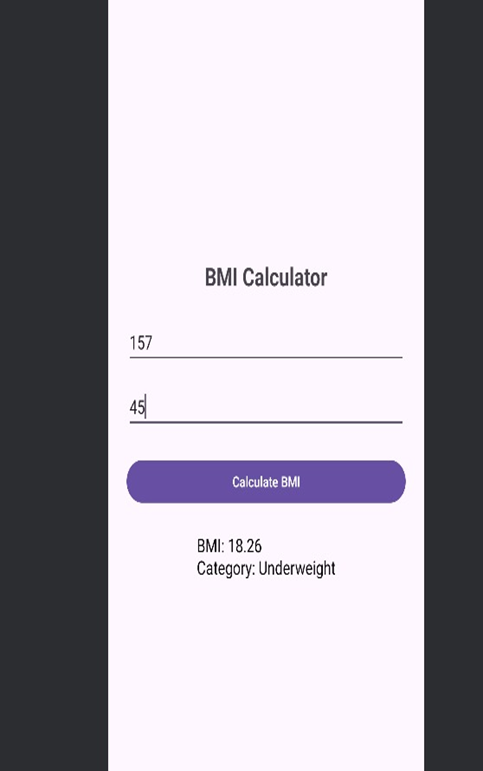 BMI Calculator
157
45
Calculate BMI
BMI: 18.26
Category: Underweight